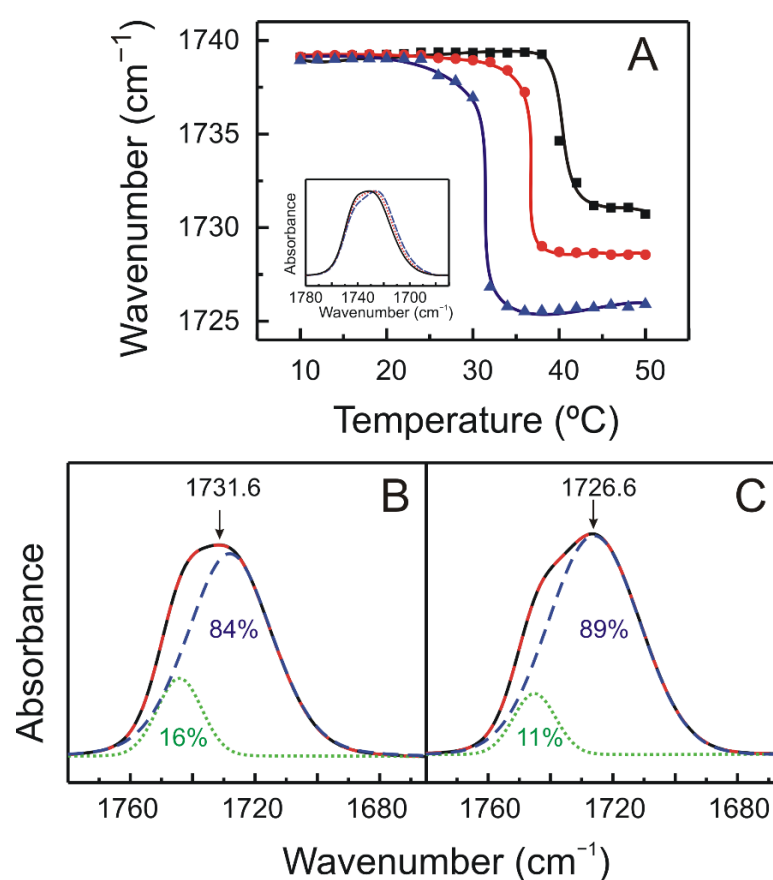 A
Wavenumber (cm⁻¹)
1740
1735
1730
1725
Absorbance
1780 1740 1700
Wavenumber (cm⁻¹)
10 20 30 40 50
Temperature (ºC)
B
1731.6
84%
16%
C
1726.6
89%
11%
Absorbance
1760 1720 1680 1760 1720 1680
Wavenumber (cm⁻¹)